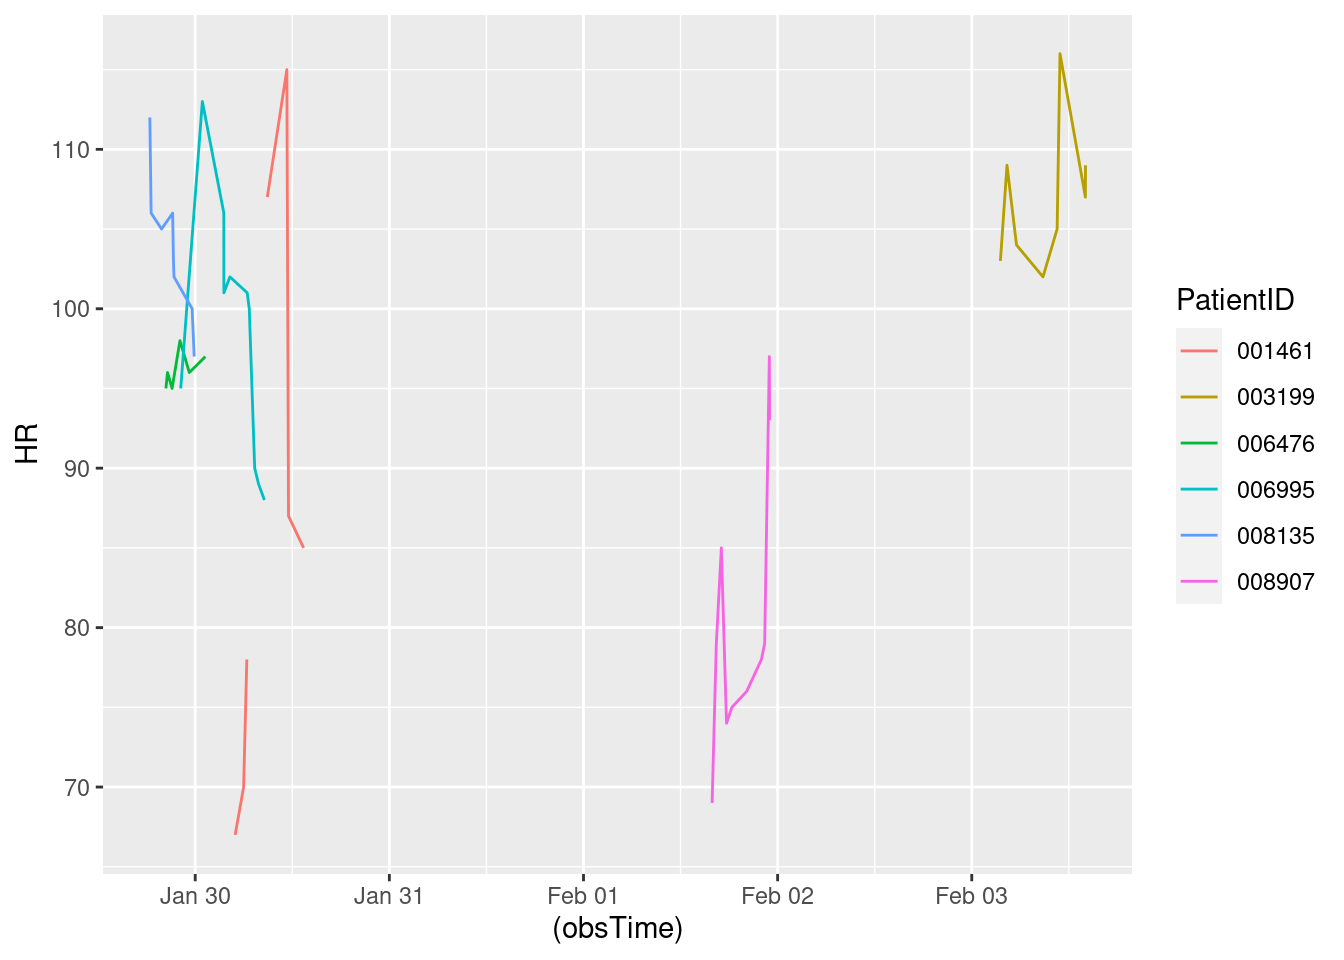 110
100
90
80
70
HR
Jan 30
Jan 31
Feb 01
Feb 02
Feb 03
(obsTime)
PatientID
001461
003199
006476
006995
008135
008907